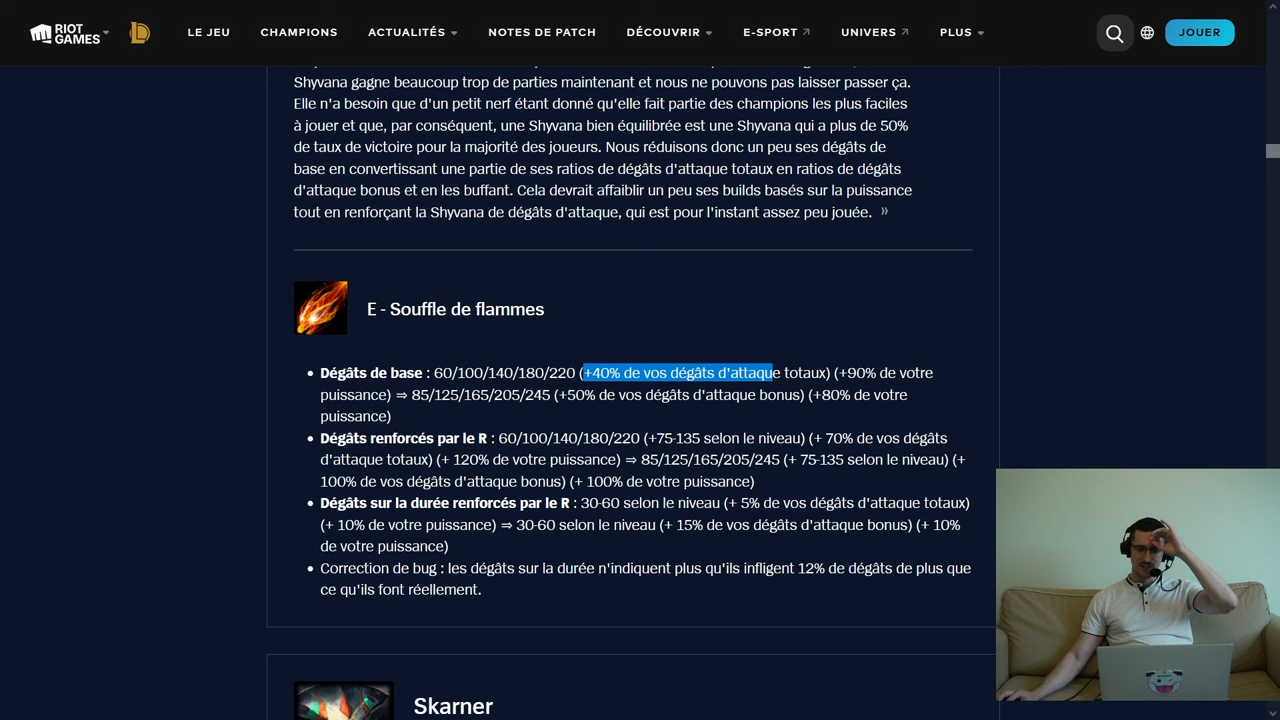 RIOT GAMES
LE JEU CHAMPIONS ACTUALITÉS NOTES DE PATCH DÉCOUVRIR E-SPORT UNIVERS PLUS JOUER
Shyvana gagne beaucoup trop de parties maintenant et nous ne pouvons pas laisser passer ça.
Elle n'a besoin que d'un petit nerf étant donné qu'elle fait partie des champions les plus faciles
à jouer et que, par conséquent, une Shyvana bien équilibrée est une Shyvana qui a plus de 50%
de taux de victoire pour la majorité des joueurs. Nous réduisons donc un peu ses dégâts de
base en convertissant une partie de ses ratios de dégâts d'attaque totaux en ratios de dégâts
d'attaque bonus et en les buffant. Cela devrait affaiblir un peu ses builds basés sur la puissance
tout en renforçant la Shyvana de dégâts d'attaque, qui est pour l'instant assez peu jouée. »
E - Souffle de flammes
• Dégâts de base : 60/100/140/180/220 (+40% de vos dégâts d'attaque totaux) (+90% de votre
puissance) ⇒ 85/125/165/205/245 (+50% de vos dégâts d'attaque bonus) (+80% de votre
puissance)
• Dégâts renforcés par le R : 60/100/140/180/220 (+75-135 selon le niveau) (+ 70% de vos dégâts
d'attaque totaux) (+ 120% de votre puissance) ⇒ 85/125/165/205/245 (+ 75-135 selon le niveau) (+
100% de vos dégâts d'attaque bonus) (+ 100% de votre puissance)
• Dégâts sur la durée renforcés par le R : 30-60 selon le niveau (+ 5% de vos dégâts d'attaque totaux)
(+ 10% de votre puissance) ⇒ 30-60 selon le niveau (+ 15% de vos dégâts d'attaque bonus) (+ 10%
de votre puissance)
• Correction de bug : les dégâts sur la durée n'indiquent plus qu'ils infligent 12% de dégâts de plus que
ce qu'ils font réellement.
Skarner